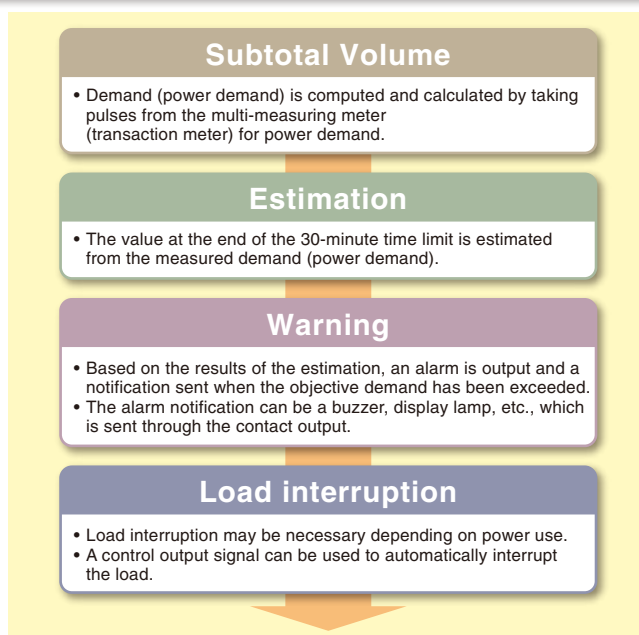 Subtotal Volume
• Demand (power demand) is computed and calculated by taking
pulses from the multi-measuring meter
(transaction meter) for power demand.
Estimation
• The value at the end of the 30-minute time limit is estimated
from the measured demand (power demand).
Warning
• Based on the results of the estimation, an alarm is output and a
notification sent when the objective demand has been exceeded.
• The alarm notification can be a buzzer, display lamp, etc., which
is sent through the contact output.
Load interruption
• Load interruption may be necessary depending on power use.
• A control output signal can be used to automatically interrupt
the load.